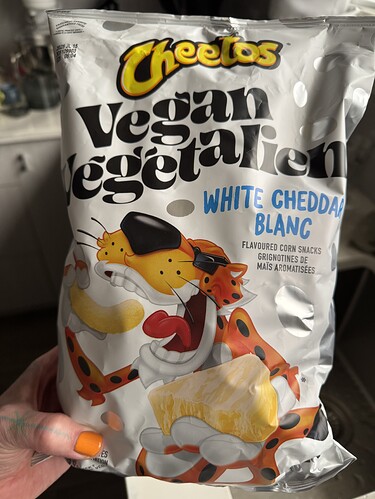 Cheetos
Vegan
Végétalien
WHITE CHEDDAR
BLANC
FLAVOURED CORN SNACKS
GRIGNOTINES DE
MAÏS AROMATISÉES